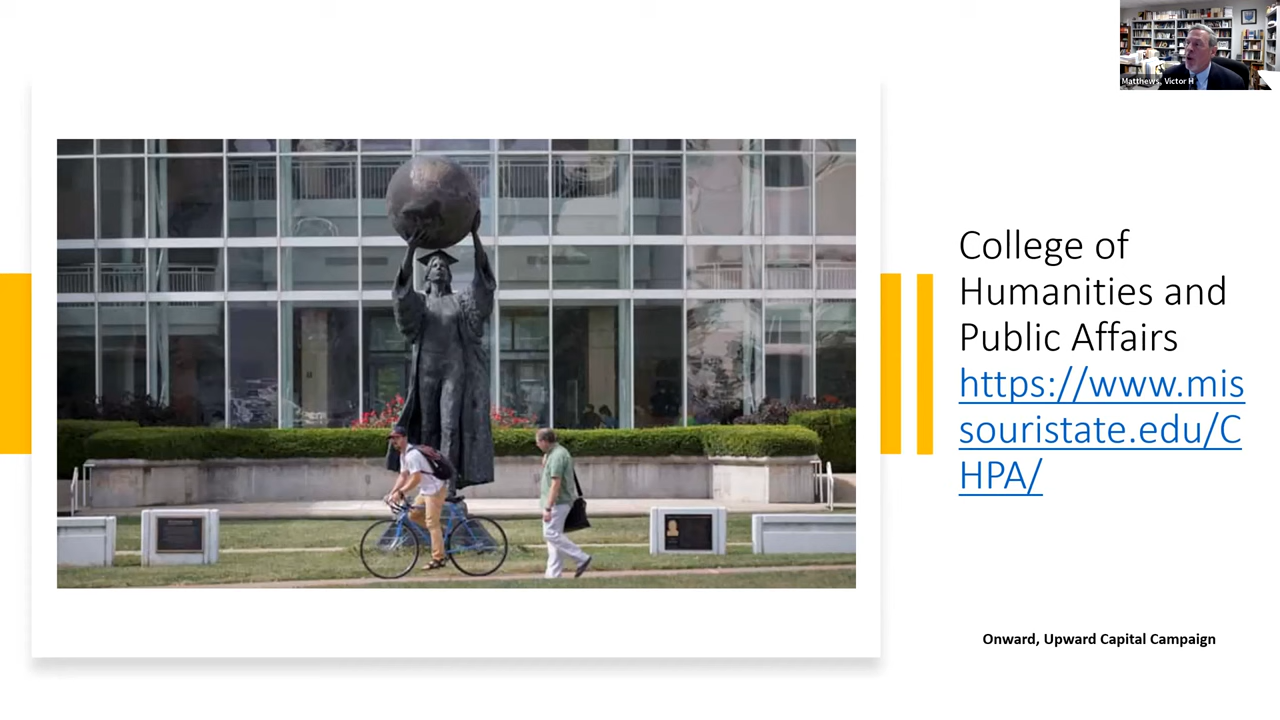 Matthews, Victor H
College of
Humanities and
Public Affairs
https://www.mis
souristate.edu/C
HPA/
Onward, Upward Capital Campaign